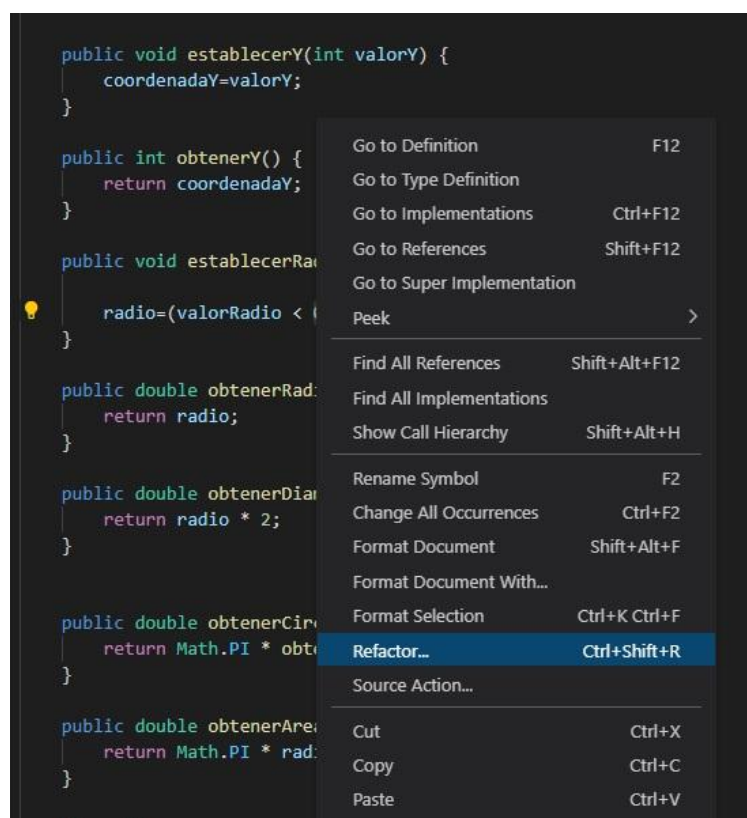 public void establecerY(int valorY) {
coordenadaY=valorY;
}
public int obtenerY() {
return coordenadaY;
}
public void establecerRa
radio=(valorRadio <
}
public double obtenerRad
return radio;
}
public double obtenerDia
return radio * 2;
}
public double obtenerCir
return Math.PI * obt
}
public double obtenerArea
return Math.PI * radi
}
Go to Definition F12
Go to Type Definition
Go to Implementations Ctrl+F12
Go to References Shift+F12
Go to Super Implementation
Peek >
Find All References Shift+Alt+F12
Find All Implementations
Show Call Hierarchy Shift+Alt+H
Rename Symbol F2
Change All Occurrences Ctrl+F2
Format Document Shift+Alt+F
Format Document With...
Format Selection Ctrl+K Ctrl+F
Refactor... Ctrl+Shift+R
Source Action...
Cut Ctrl+X
Copy Ctrl+C
Paste Ctrl+V